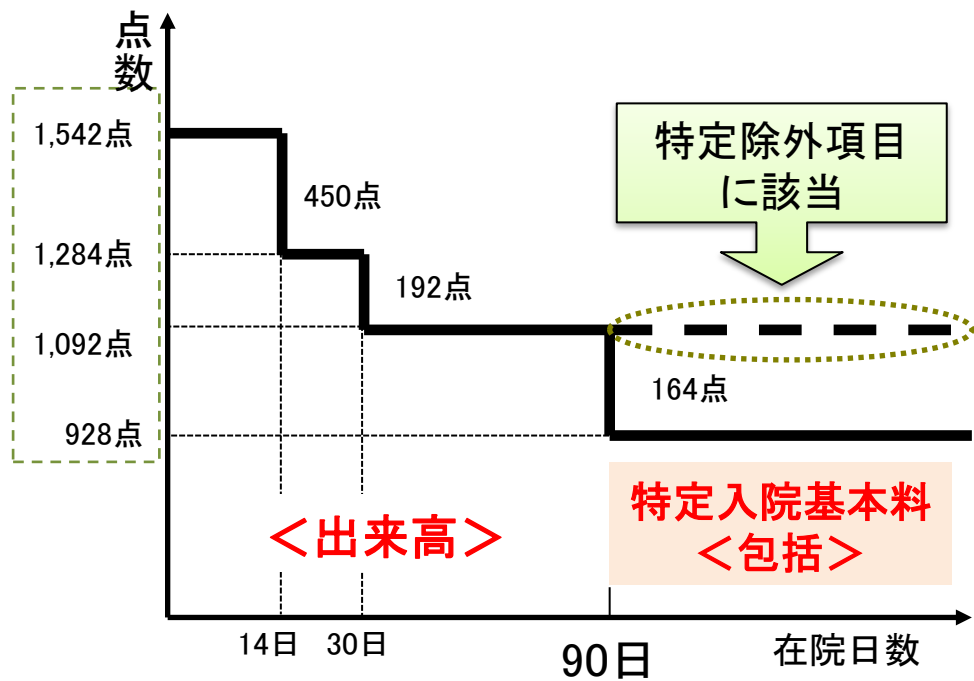 点
数
1,542点
1,284点
1,092点
928点
450点
192点
164点
特定除外項目
に該当
＜出来高＞
特定入院基本料
＜包括＞
14日
30日
90日
在院日数